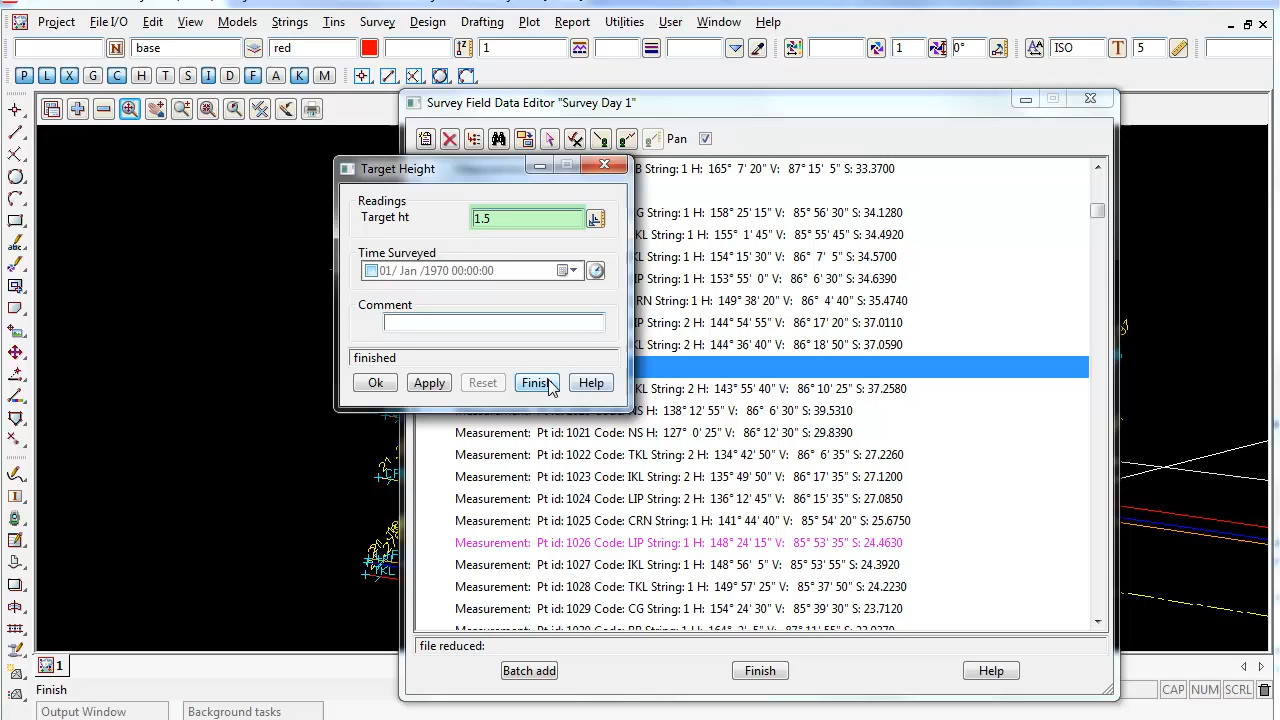 Project File I/O Edit View Models Strings Tins Survey Design Drafting Plot Report Utilities User Window Help
N base red 1 1 0° ISO T 5
P L X G C H T S I D F A K M
Survey Field Data Editor "Survey Day 1"
Pan
Target Height
B String: 1 H: 165° 7' 20" V: 87° 15' 5" S: 33.3700
Readings
Target ht 1.5
G String: 1 H: 158° 25' 15" V: 85° 56' 30" S: 34.1280
KL String: 1 H: 155° 1' 45" V: 85° 55' 45" S: 34.4920
Time Surveyed
KL String: 1 H: 154° 15' 30" V: 86° 7' 5" S: 34.5700
01/ Jan /1970 00:00:00
IP String: 1 H: 153° 55' 0" V: 86° 6' 30" S: 34.6390
Comment
RN String: 1 H: 149° 38' 20" V: 86° 4' 40" S: 35.4740
IP String: 2 H: 144° 54' 55" V: 86° 17' 20" S: 37.0110
KL String: 2 H: 144° 36' 40" V: 86° 18' 50" S: 37.0590
finished
Ok Apply Reset Finish Help
KL String: 2 H: 143° 55' 40" V: 86° 10' 25" S: 37.2580
NS H: 138° 12' 55" V: 86° 6' 30" S: 39.5310
Measurement: Pt id: 1021 Code: NS H: 127° 0' 25" V: 86° 12' 30" S: 29.8390
Measurement: Pt id: 1022 Code: TKL String: 2 H: 134° 42' 50" V: 86° 6' 35" S: 27.2260
Measurement: Pt id: 1023 Code: IKL String: 2 H: 135° 49' 50" V: 86° 17' 35" S: 27.1200
Measurement: Pt id: 1024 Code: LIP String: 2 H: 136° 12' 45" V: 86° 15' 35" S: 27.0850
Measurement: Pt id: 1025 Code: CRN String: 2 H: 141° 44' 40" V: 85° 54' 20" S: 25.6750
Measurement: Pt id: 1026 Code: LIP String: 1 H: 148° 24' 15" V: 85° 53' 35" S: 24.4630
Measurement: Pt id: 1027 Code: IKL String: 1 H: 148° 56' 5" V: 85° 53' 55" S: 24.3920
Measurement: Pt id: 1028 Code: TKL String: 1 H: 149° 57' 25" V: 85° 37' 50" S: 24.2230
Measurement: Pt id: 1029 Code: CG String: 1 H: 154° 24' 30" V: 85° 39' 30" S: 23.7120
file reduced:
Batch add Finish Help
1
Finish
CAP NUM SCRL
Output Window Background tasks